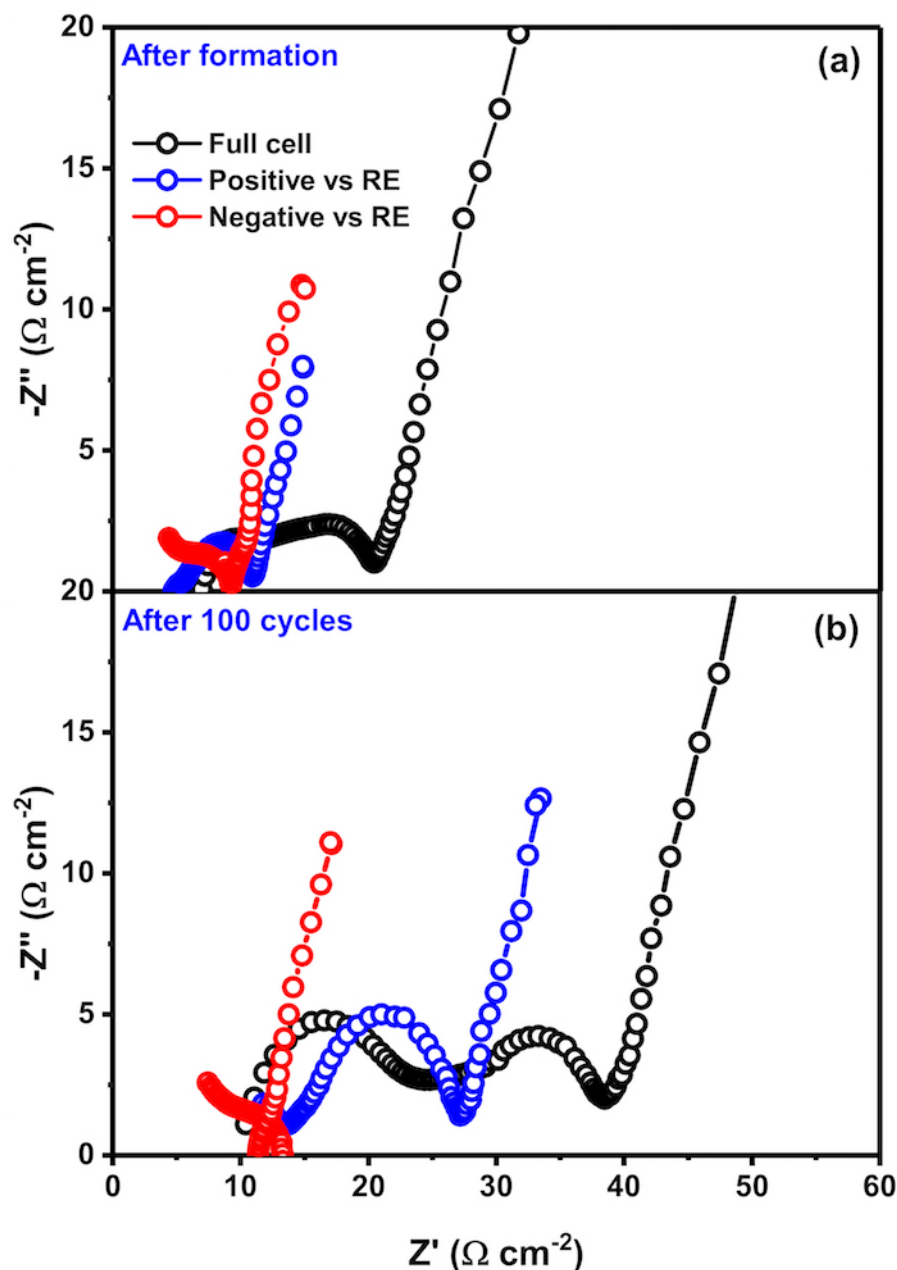 After formation
(a)
Full cell
Positive vs RE
Negative vs RE
20
15
10
5
20
-Z" (Ω cm⁻²)
After 100 cycles
(b)
15
10
5
0
-Z" (Ω cm⁻²)
0 10 20 30 40 50 60
Z' (Ω cm⁻²)